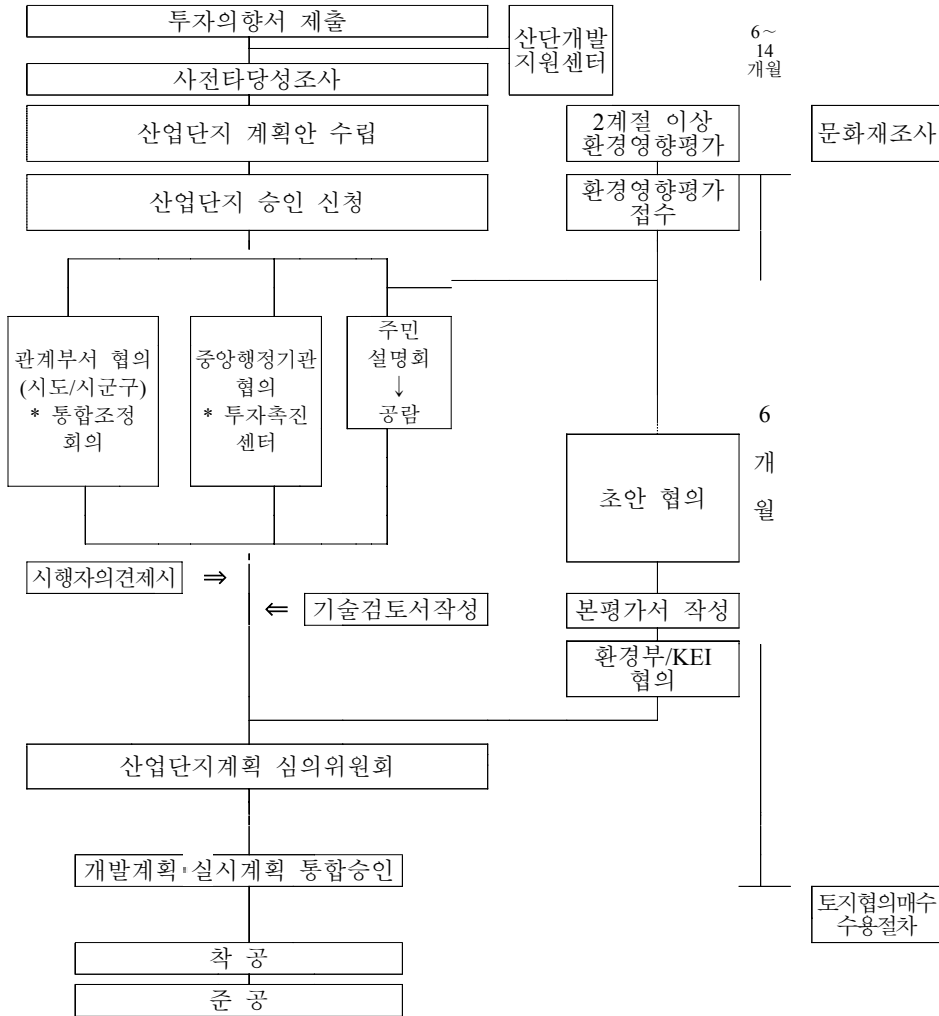 투자의향서 제출
산단개발
지원센터
6~
14
개월
사전타당성조사
산업단지 계획안 수립
2계절 이상
환경영향평가
문화재조사
산업단지 승인 신청
환경영향평가
접수
관계부서 협의
(시도/시군구)
* 통합조정
회의
중앙행정기관
협의
* 투자촉진
센터
주민
설명회
↓
공람
초안 협의
6
개
월
시행자의견제시 ⇒
⇐ 기술검토서작성
본평가서 작성
환경부/KEI
협의
산업단지계획 심의위원회
개발계획·실시계획 통합승인
토지협의매수
수용절차
착 공
준 공